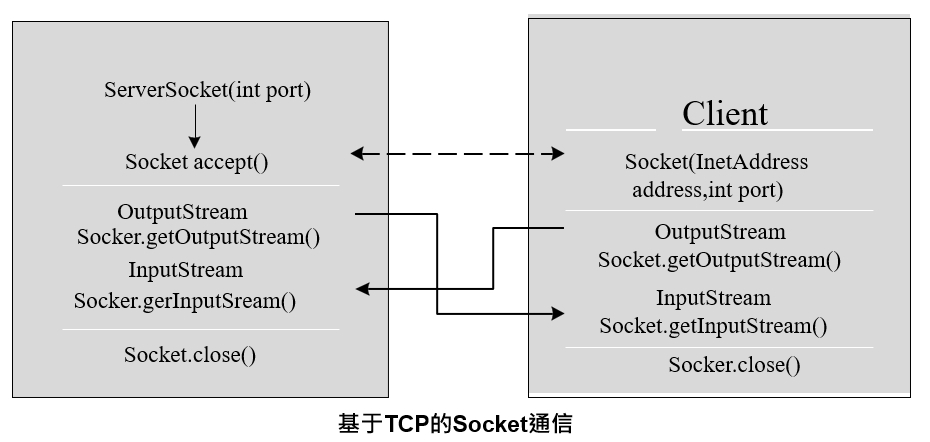 ServerSocket(int port)
Socket accept()
OutputStream
Socker.getOutputStream()
InputStream
Socker.gerInputSream()
Socket.close()
Client
Socket(InetAddress
address,int port)
OutputStream
Socket.getOutputStream()
InputStream
Socket.getInputStream()
Socker.close()
基于TCP的Socket通信